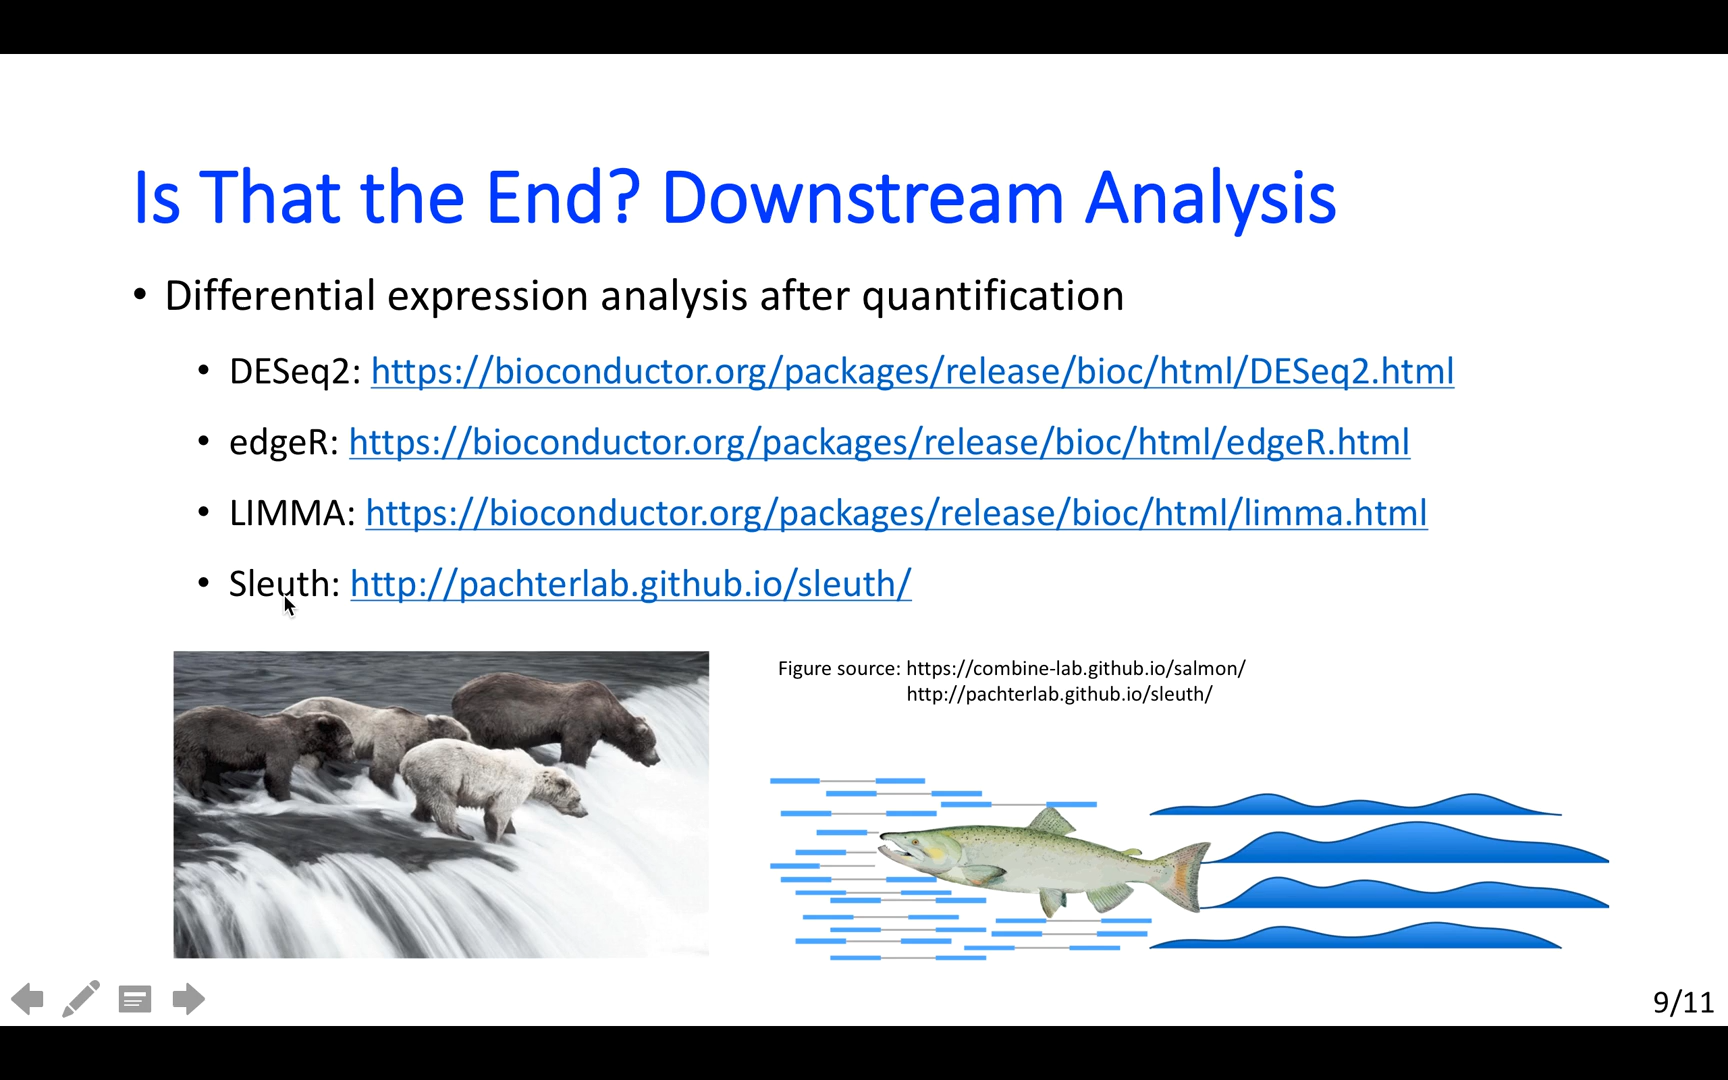 Is That the End? Downstream Analysis
• Differential expression analysis after quantification
• DESeq2: https://bioconductor.org/packages/release/bioc/html/DESeq2.html
• edgeR: https://bioconductor.org/packages/release/bioc/html/edgeR.html
• LIMMA: https://bioconductor.org/packages/release/bioc/html/limma.html
• Sleuth: http://pachterlab.github.io/sleuth/
Figure source: https://combine-lab.github.io/salmon/
http://pachterlab.github.io/sleuth/
9/11